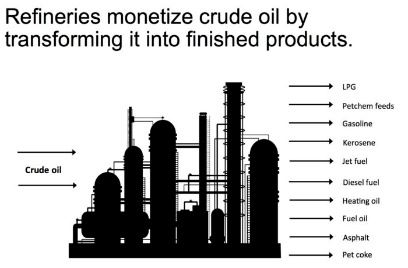 Refineries monetize crude oil by
transforming it into finished products.
Crude oil
LPG
Petchem feeds
Gasoline
Kerosene
Jet fuel
Diesel fuel
Heating oil
Fuel oil
Asphalt
Pet coke